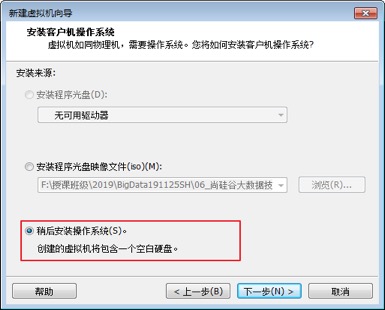 新建虚拟机向导
安装客户机操作系统
虚拟机如同物理机，需要操作系统。您将如何安装客户机操作系统?
安装来源:
安装程序光盘(D):
无可用驱动器
安装程序光盘映像文件(iso)(M):
F:\授课班级\2019\BigData191125SH\06_尚硅谷大数据技
浏览(R)...
稍后安装操作系统(S)。
创建的虚拟机将包含一个空白硬盘。
帮助
< 上一步(B)
下一步(N) >
取消